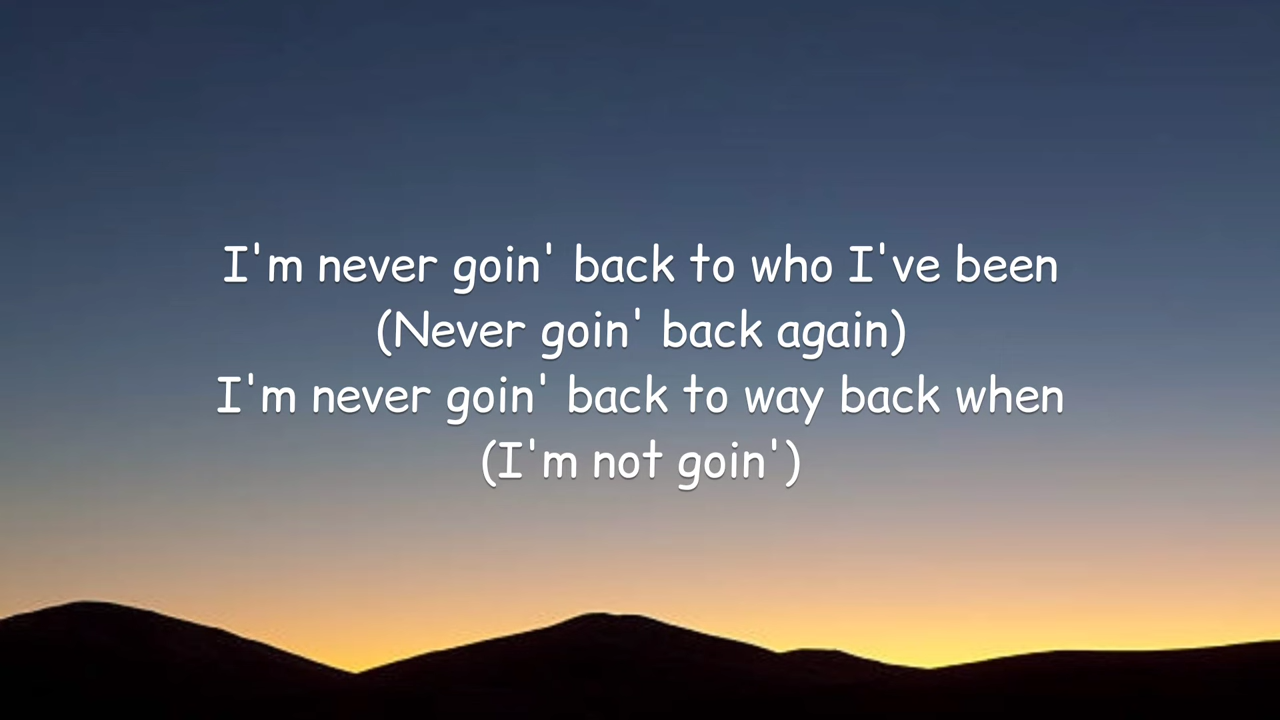 I'm never goin' back to who I've been
(Never goin' back again)
I'm never goin' back to way back when
(I'm not goin')